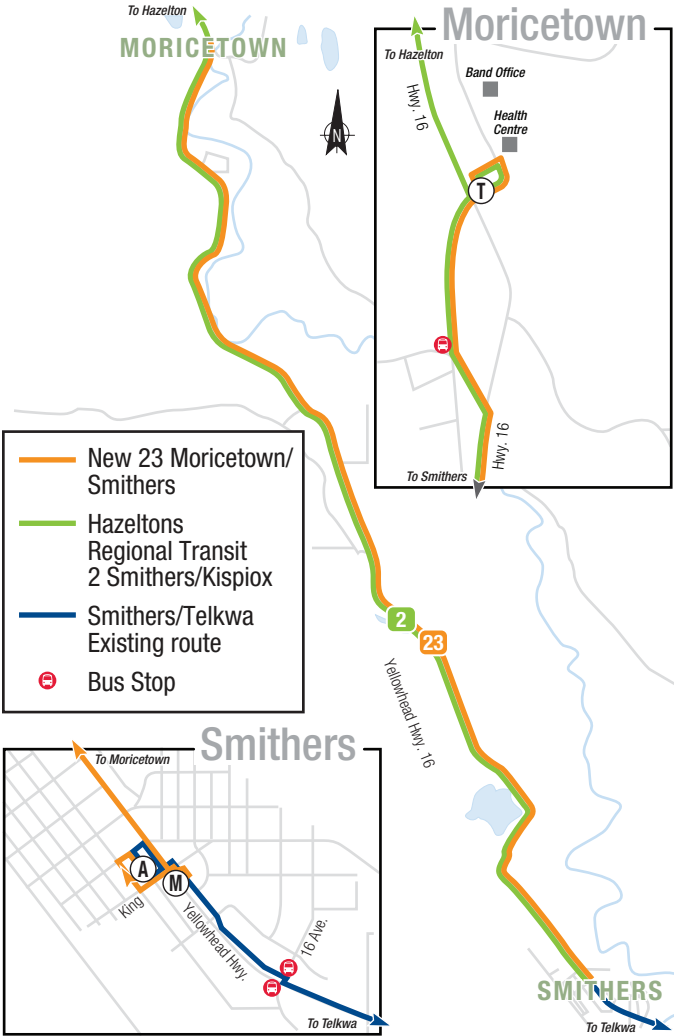 To Hazelton
MORICETOWN
N
Moricetown
To Hazelton
Band Office
Hwy. 16
Health
Centre
T
Hwy. 16
To Smithers
New 23 Moricetown/
Smithers
Hazeltons
Regional Transit
2 Smithers/Kispiox
Smithers/Telkwa
Existing route
Bus Stop
2
23
Yellowhead Hwy. 16
Smithers
To Moricetown
A
M
King
Yellowhead Hwy.
16 Ave.
To Telkwa
SMITHERS
To Telkwa